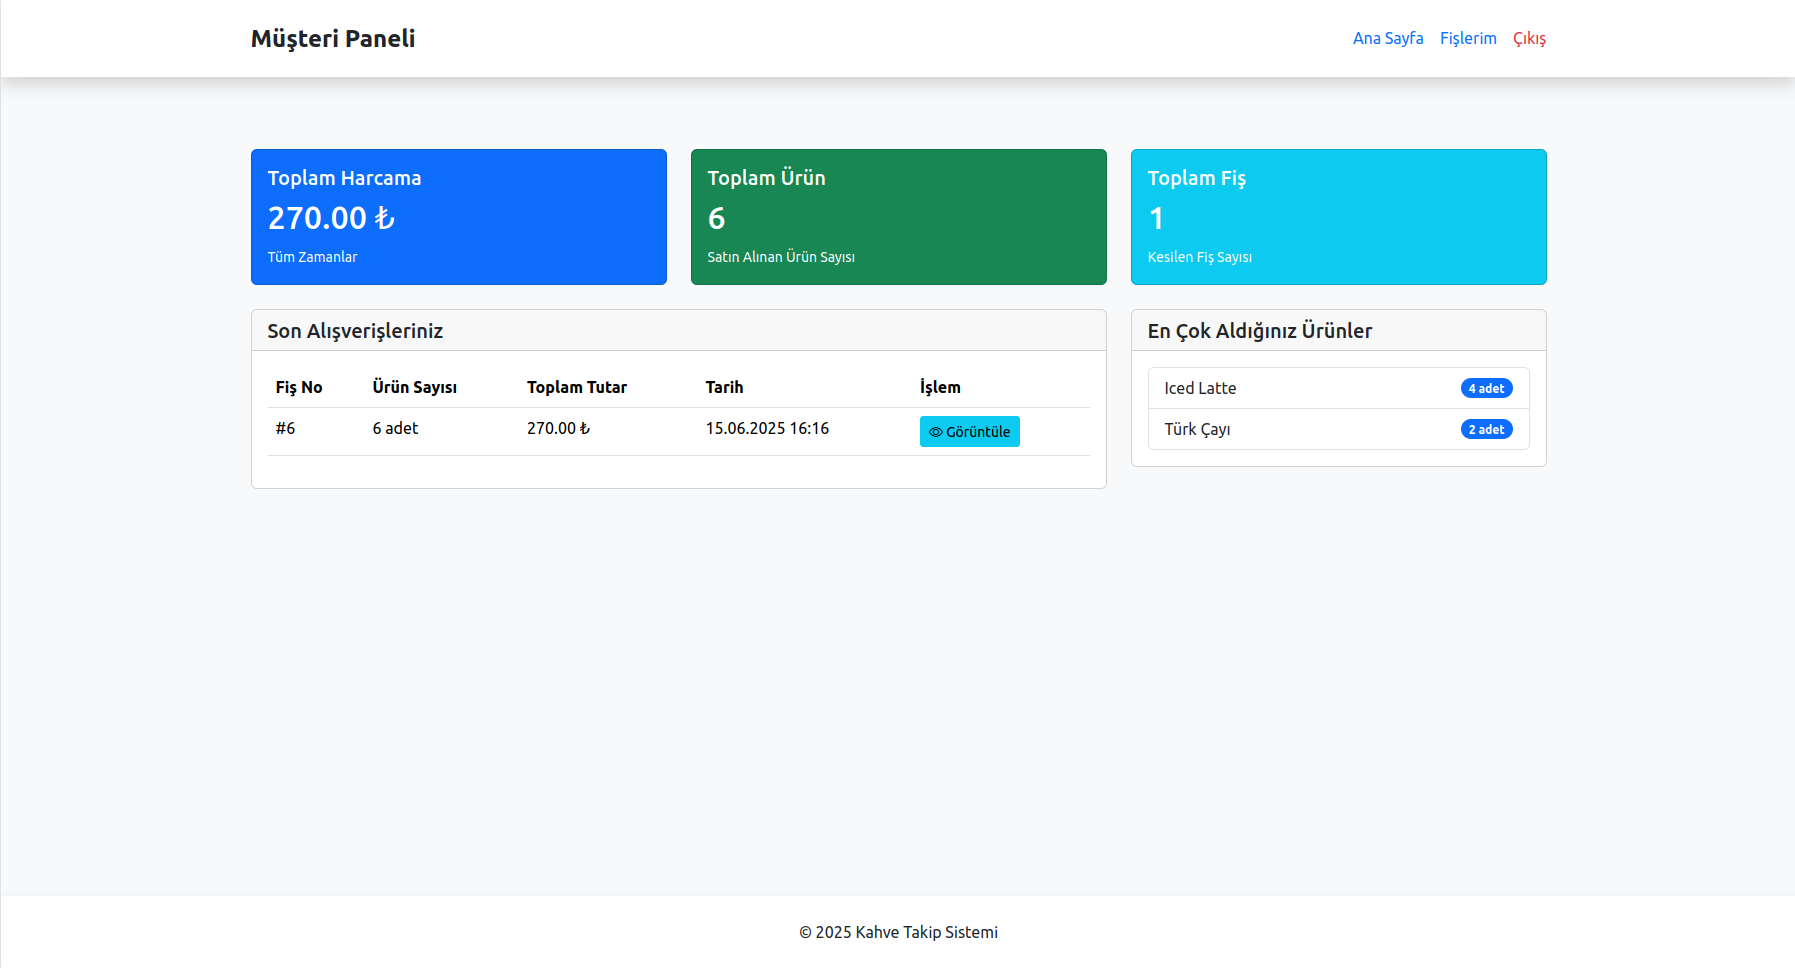 Müşteri Paneli
Ana Sayfa Fişlerim Çıkış
Toplam Harcama
270.00 ₺
Tüm Zamanlar
Toplam Ürün
6
Satın Alınan Ürün Sayısı
Toplam Fiş
1
Kesilen Fiş Sayısı
Son Alışverişleriniz
Fiş No Ürün Sayısı Toplam Tutar Tarih İşlem
#6 6 adet 270.00 ₺ 15.06.2025 16:16 Görüntüle
En Çok Aldığınız Ürünler
Iced Latte 4 adet
Türk Çayı 2 adet
© 2025 Kahve Takip Sistemi